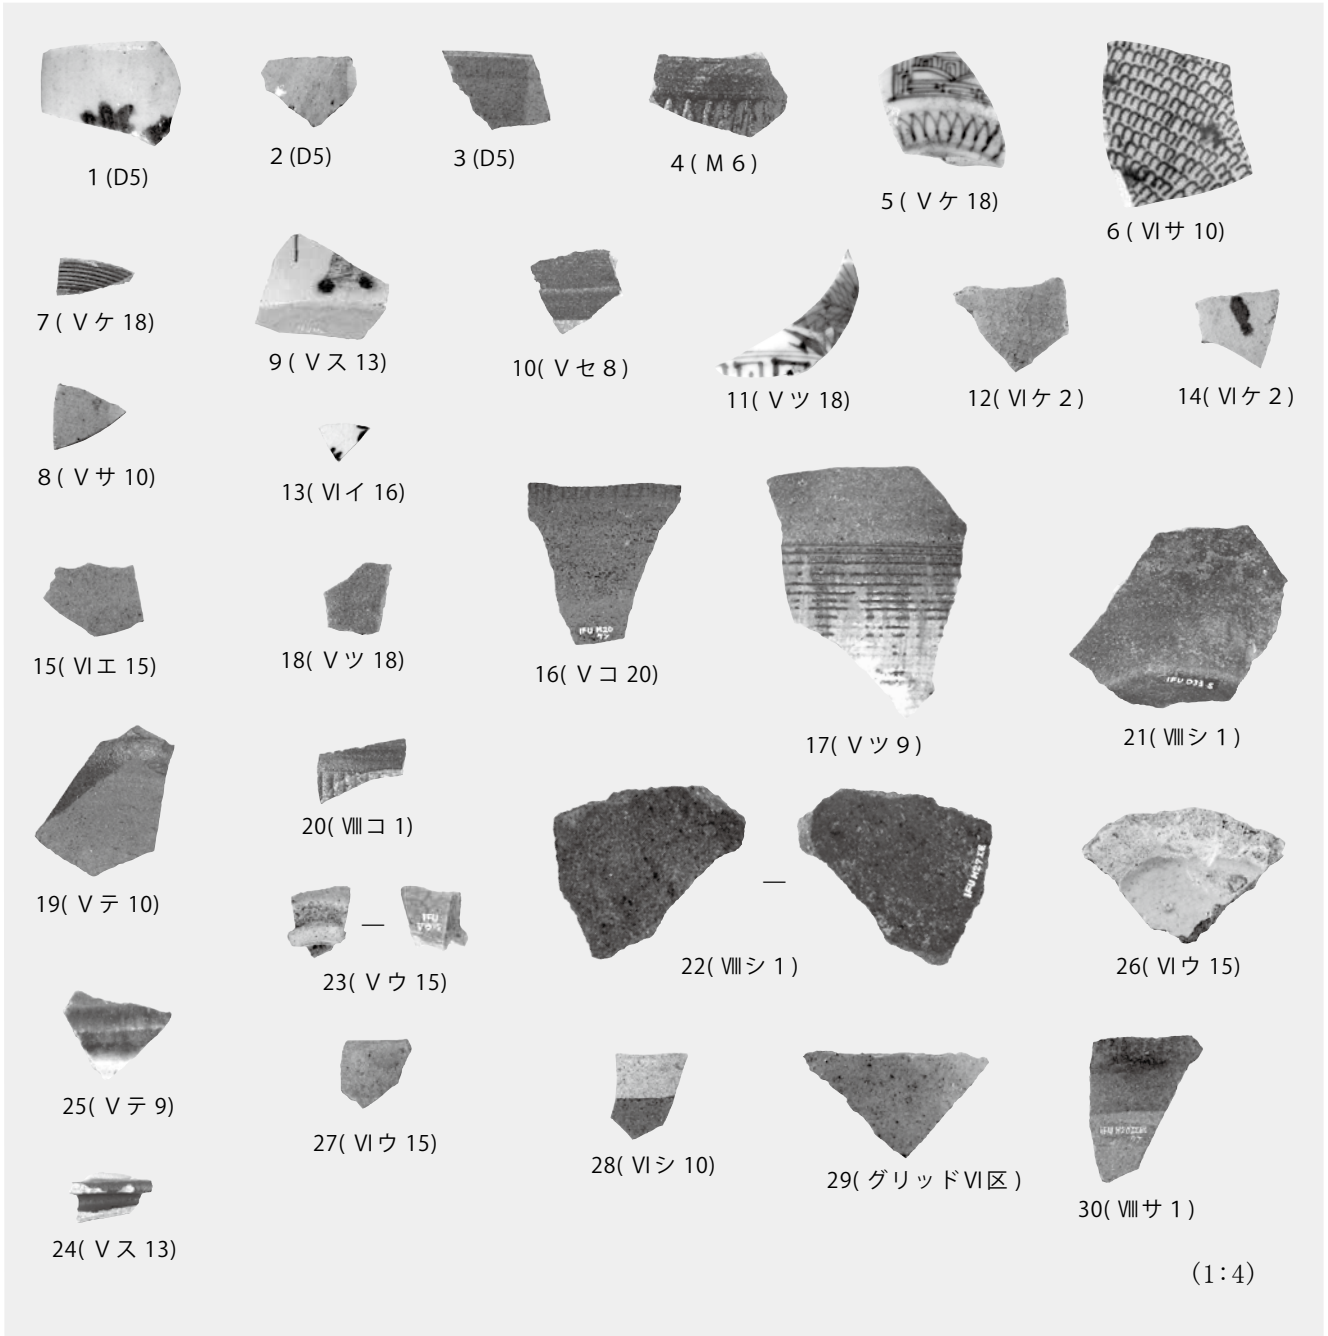 1 (D5)
2 (D5)
3 (D5)
4 ( M 6 )
5 ( Ⅴケ 18)
6 ( Ⅵサ 10)
7 ( Ⅴケ 18)
9 ( Ⅴス 13)
10( Ⅴセ 8 )
11( Ⅴツ 18)
12( Ⅵケ 2 )
14( Ⅵケ 2 )
8 ( Ⅴサ 10)
13( Ⅵイ 16)
15( Ⅵエ 15)
18( Ⅴツ 18)
16( Ⅴコ 20)
17( Ⅴツ 9 )
21( Ⅷシ 1 )
IFU D33 S
19( Ⅴテ 10)
20( Ⅷコ 1 )
23( Ⅴウ 15)
IFU
22( Ⅷシ 1 )
26( Ⅵウ 15)
25( Ⅴテ 9 )
27( Ⅵウ 15)
28( Ⅵシ 10)
29( グリッドⅥ区 )
30( Ⅷサ 1 )
24( Ⅴス 13)
(1:4)